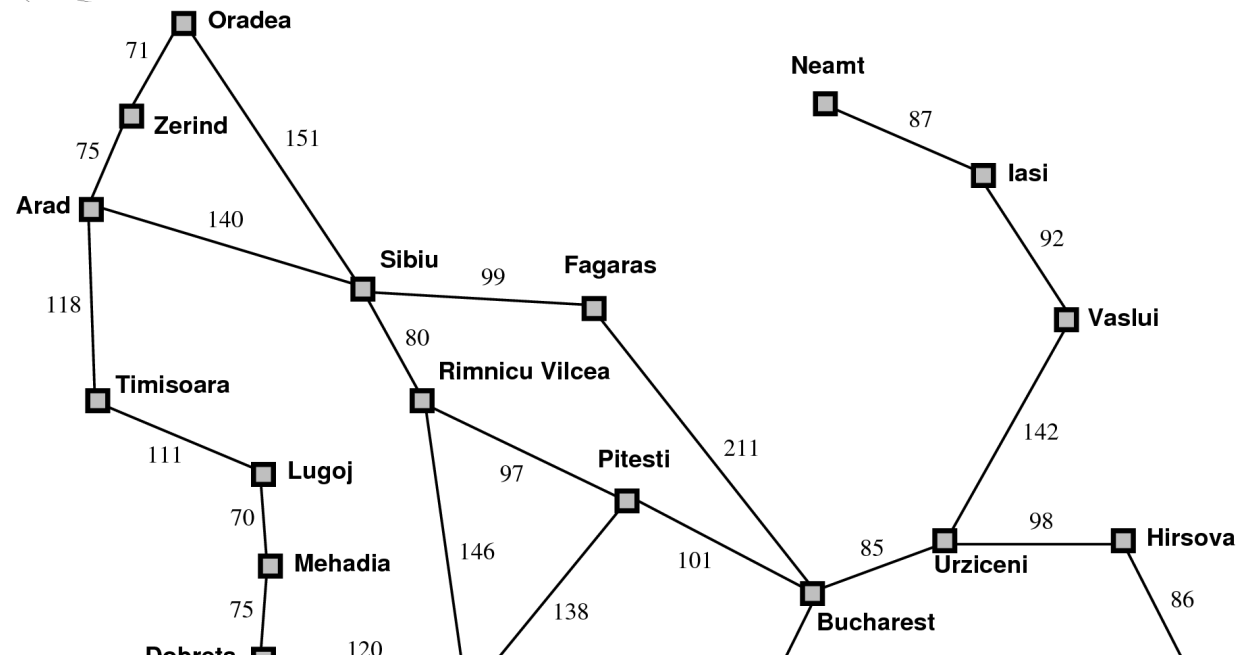 Oradea
71
Neamt
87
Zerind
151
75
Iasi
Arad
140
92
Sibiu
Fagaras
99
118
Vaslui
80
Rimnicu Vilcea
Timisoara
142
211
111
Pitesti
97
Lugoj
70
98
Hirsova
146
101
85
Urziceni
Mehadia
86
75
138
Bucharest
120
Dobreta